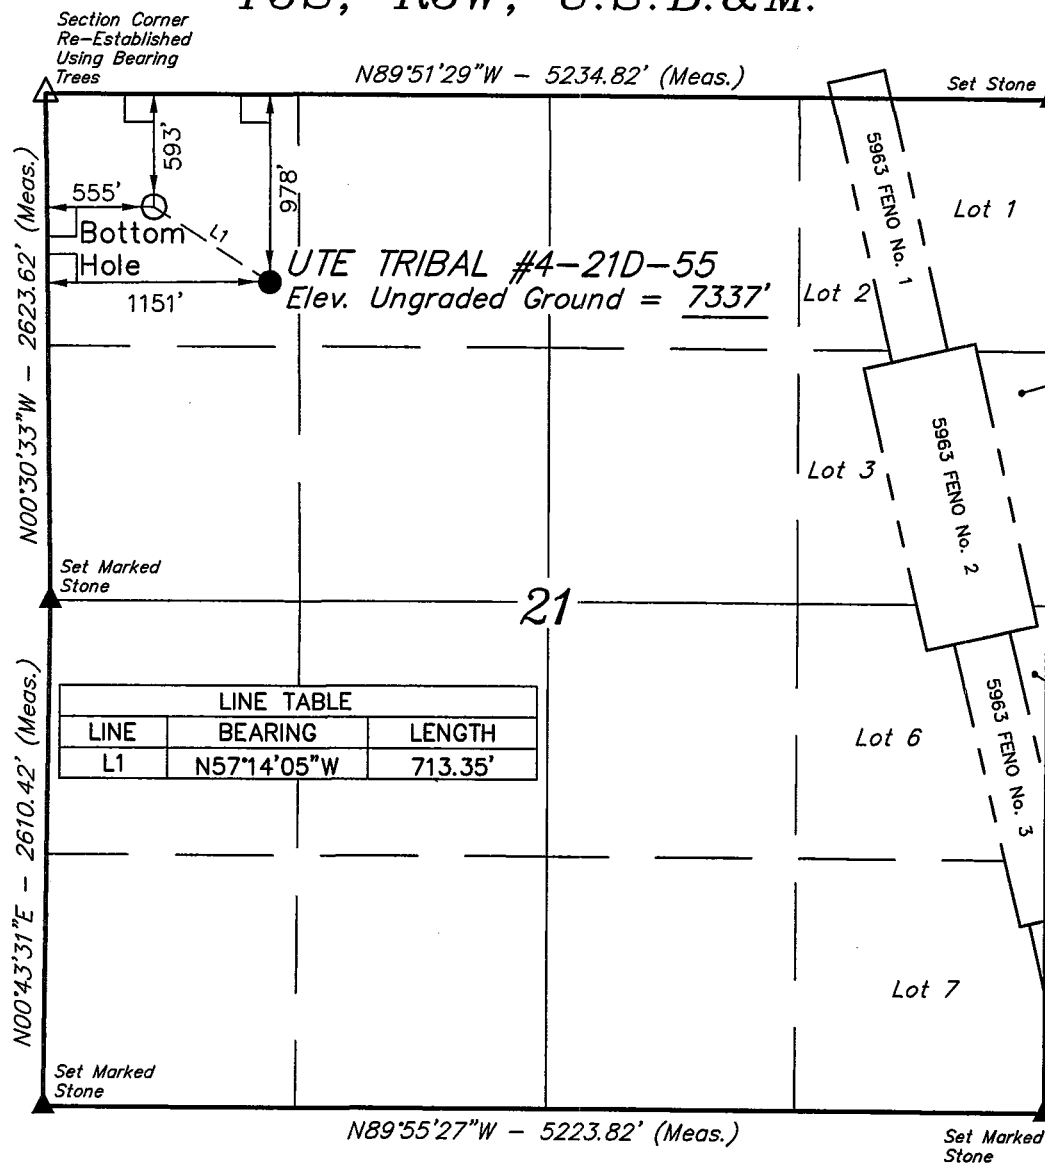 Section Corner
Re-Established
Using Bearing
Trees
N89°51'29"W - 5234.82' (Meas.)
Set Stone
593'
978'
555'
Bottom
Hole
L1
1151'
UTE TRIBAL #4-21D-55
Elev. Ungraded Ground = 7337'
Lot 1
Lot 2
5963 FENO No. 1
N00°30'33"W - 2623.62' (Meas.)
Lot 3
5963 FENO No. 2
Set Marked
Stone
21
LINE TABLE
LINE BEARING LENGTH
L1 N57°14'05"W 713.35'
Lot 6
5963 FENO No. 3
N00°43'31"E - 2610.42' (Meas.)
Lot 7
Set Marked
Stone
N89°55'27"W - 5223.82' (Meas.)
Set Marked
Stone